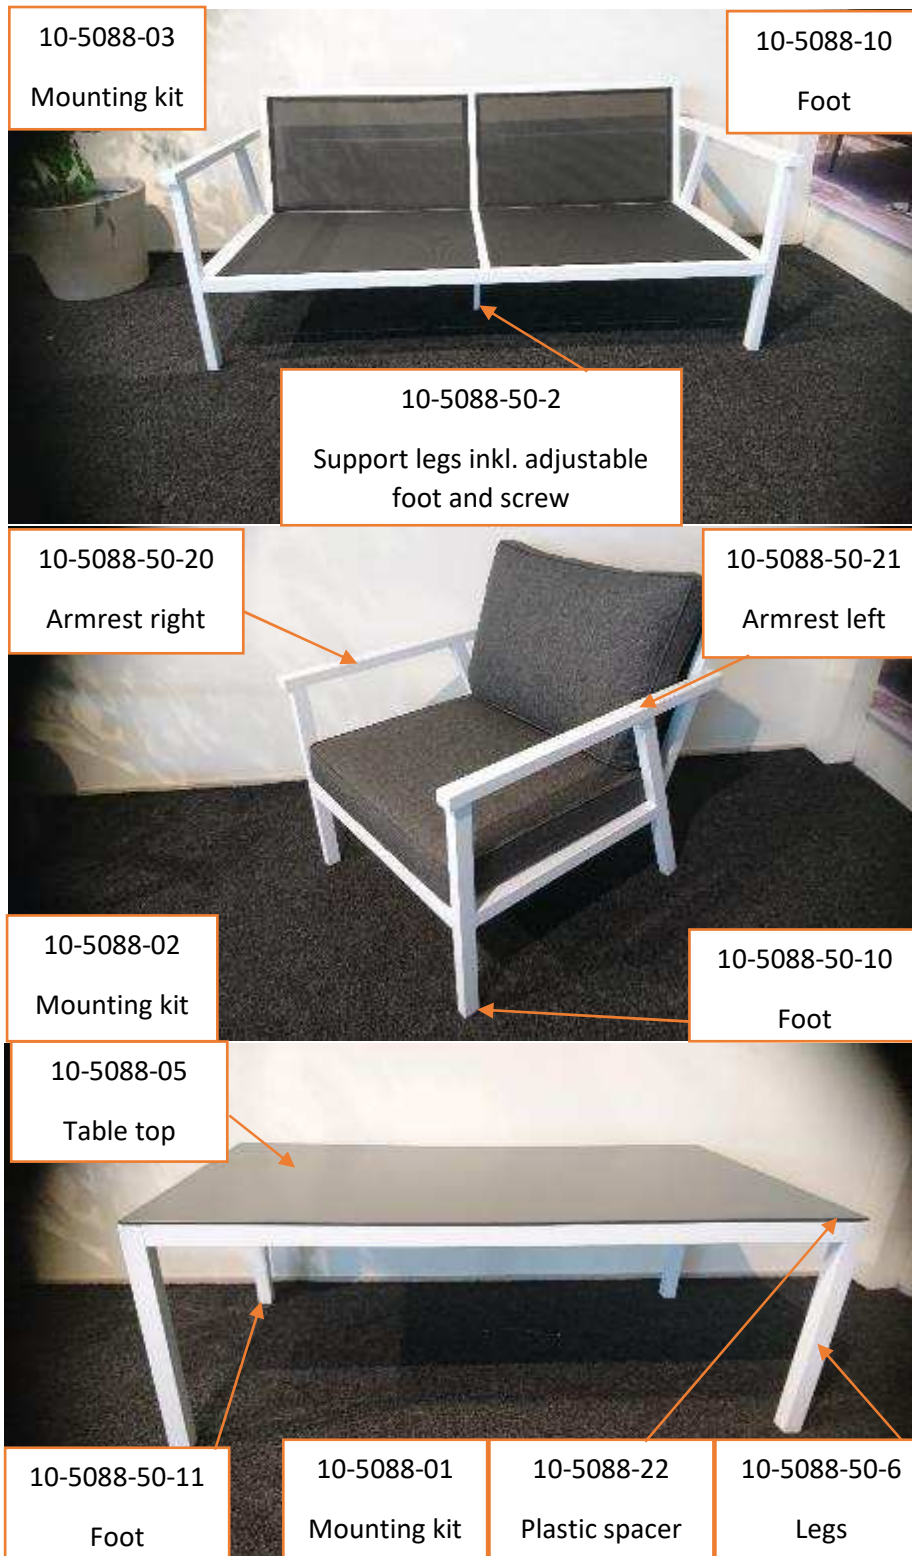 10-5088-03
Mounting kit
10-5088-10
Foot
10-5088-50-2
Support legs inkl. adjustable
foot and screw
10-5088-50-20
Armrest right
10-5088-50-21
Armrest left
10-5088-02
Mounting kit
10-5088-50-10
Foot
10-5088-05
Table top
10-5088-50-11
Foot
10-5088-01
Mounting kit
10-5088-22
Plastic spacer
10-5088-50-6
Legs